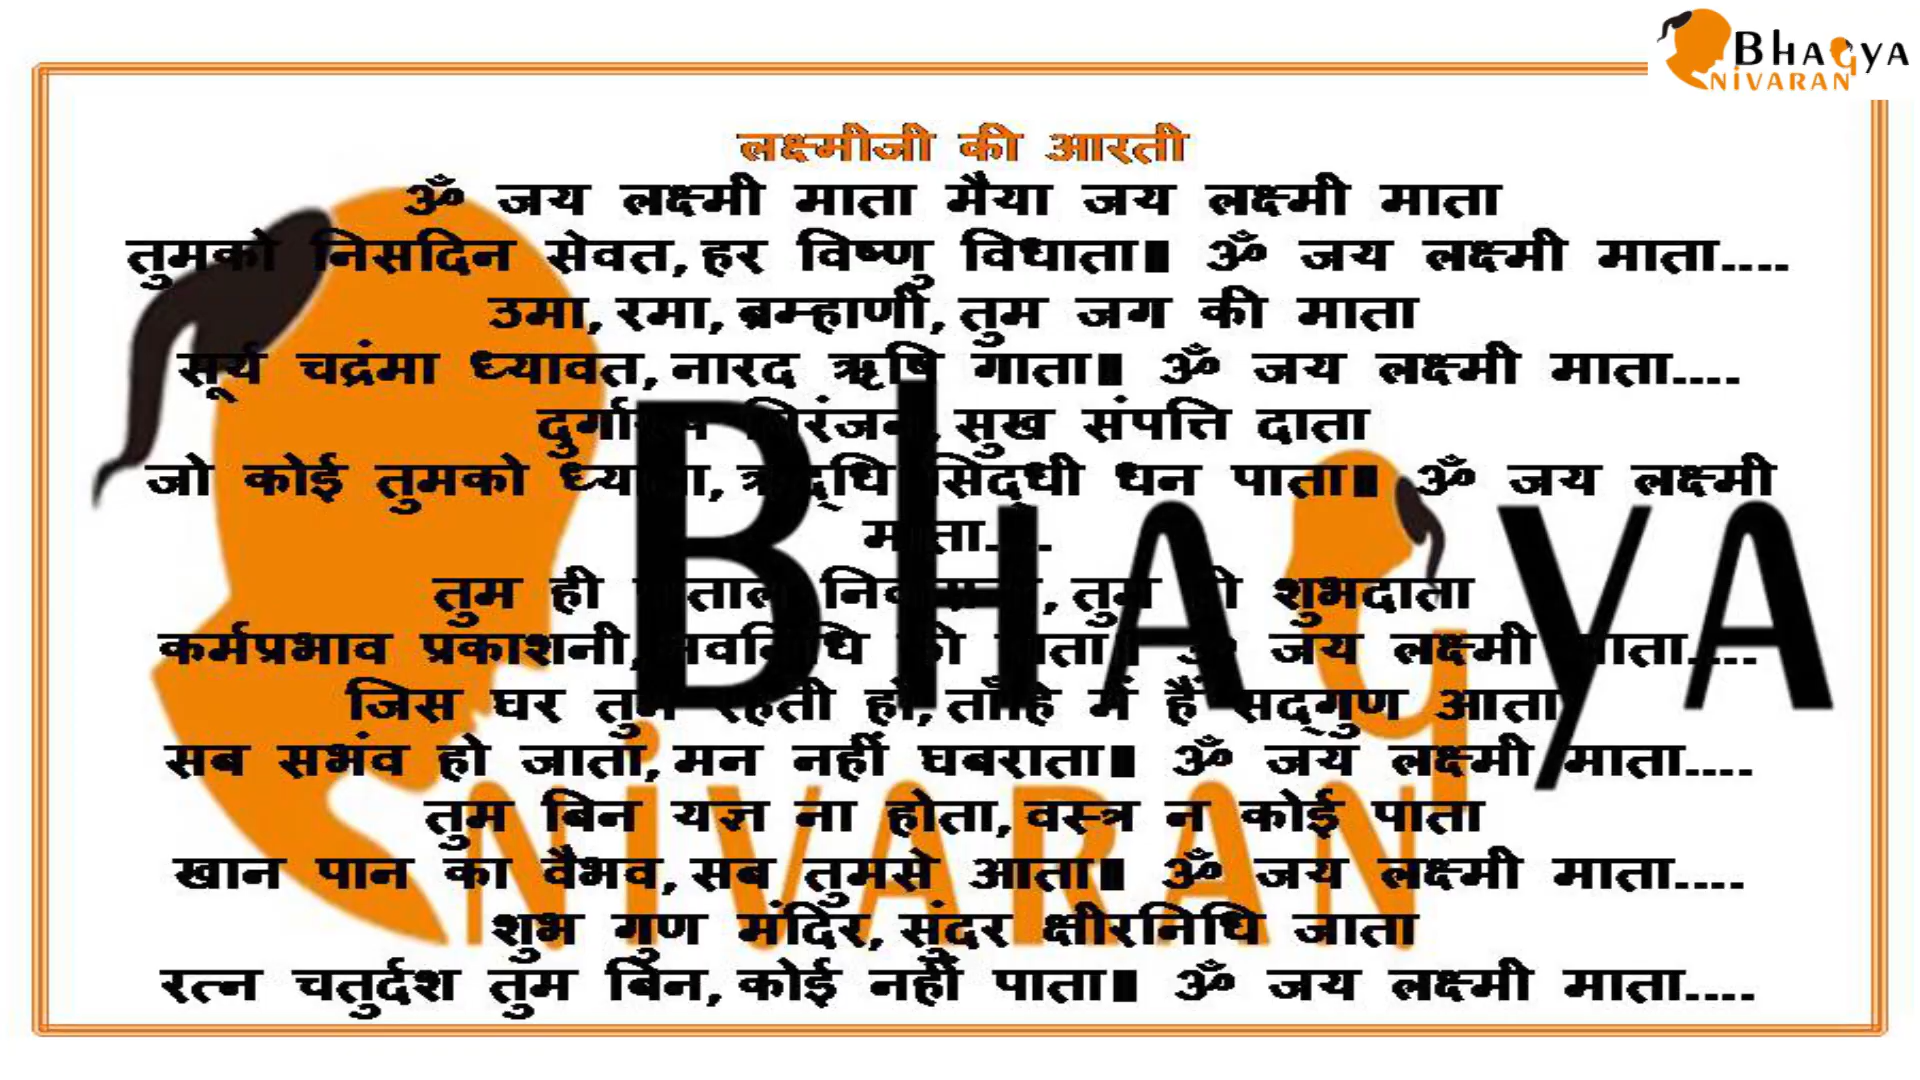 BHAGYA
NIVARAN
लक्ष्मीजी की आरती
ॐ जय लक्ष्मी माता मैया जय लक्ष्मी माता
तुमको निसदिन सेवत, हर विष्णु विधाता॥ ॐ जय लक्ष्मी माता....
उमा, रमा, ब्रम्हाणी, तुम जग की माता
सूर्य चद्रंमा ध्यावत, नारद ऋषि गाता॥ ॐ जय लक्ष्मी माता....
सुख संपत्ति दाता
जो कोई तुमको सिद्धी धन पाता॥ ॐ जय लक्ष्मी
माता....
तुम ही शुभदाता
कर्मप्रभाव प्रकाशनी, जय लक्ष्मी माता....
जिस घर तुम रहती हो, ताँहि में हैं सद्गुण आता
सब सभंव हो जाता, मन नहीं घबराता॥ ॐ जय लक्ष्मी माता....
तुम बिन यज्ञ ना होता, वस्त्र न कोई पाता
खान पान का वैभव, सब तुमसे आता॥ ॐ जय लक्ष्मी माता....
शुभ गुण मंदिर, सुंदर क्षीरनिधि जाता
रत्न चतुर्दश तुम बिन, कोई नहीं पाता॥ ॐ जय लक्ष्मी माता....
BHAGYA
NIVARAN